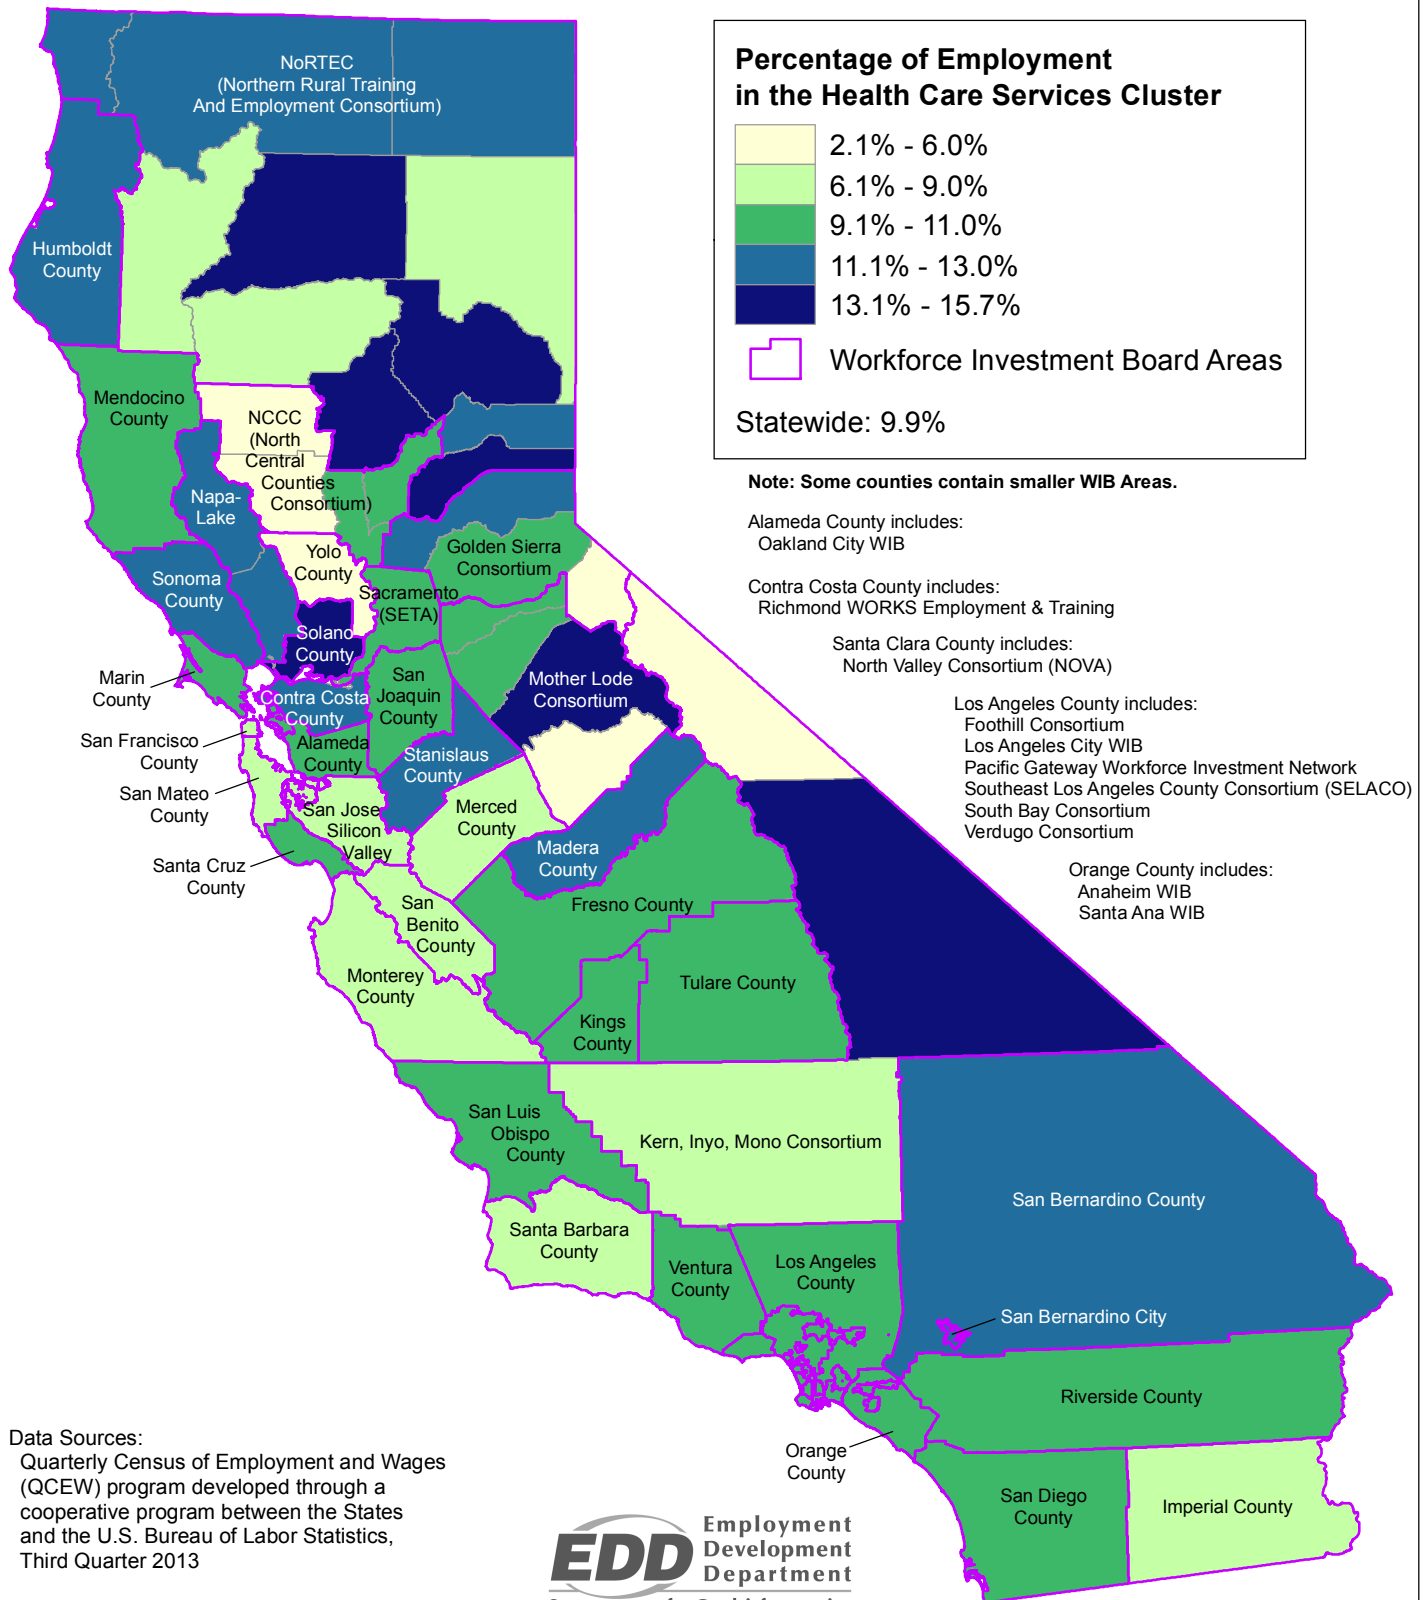 Percentage of Employment
in the Health Care Services Cluster
2.1% - 6.0%
6.1% - 9.0%
9.1% - 11.0%
11.1% - 13.0%
13.1% - 15.7%
Workforce Investment Board Areas
Statewide: 9.9%
Note: Some counties contain smaller WIB Areas.
Alameda County includes:
Oakland City WIB
Contra Costa County includes:
Richmond WORKS Employment & Training
Santa Clara County includes:
North Valley Consortium (NOVA)
Los Angeles County includes:
Foothill Consortium
Los Angeles City WIB
Pacific Gateway Workforce Investment Network
Southeast Los Angeles County Consortium (SELACO)
South Bay Consortium
Verdugo Consortium
Orange County includes:
Anaheim WIB
Santa Ana WIB
NoRTEC
(Northern Rural Training
And Employment Consortium)
Humboldt
County
Mendocino
County
NCCC
(North
Central
Counties
Consortium)
Napa-
Lake
Yolo
County
Golden Sierra
Consortium
Sonoma
County
Sacramento
(SETA)
Solano
County
Marin
County
Contra Costa
County
San
Joaquin
County
Mother Lode
Consortium
San Francisco
County
Alameda
County
Stanislaus
County
San Mateo
County
San Jose
Silicon
Valley
Merced
County
Santa Cruz
County
Madera
County
San
Benito
County
Fresno County
Monterey
County
Tulare County
Kings
County
San Luis
Obispo
County
Kern, Inyo, Mono Consortium
San Bernardino County
Santa Barbara
County
Ventura
County
Los Angeles
County
San Bernardino City
Riverside County
Orange
County
San Diego
County
Imperial County
Data Sources:
Quarterly Census of Employment and Wages
(QCEW) program developed through a
cooperative program between the States
and the U.S. Bureau of Labor Statistics,
Third Quarter 2013
EDD
Employment
Development
Department